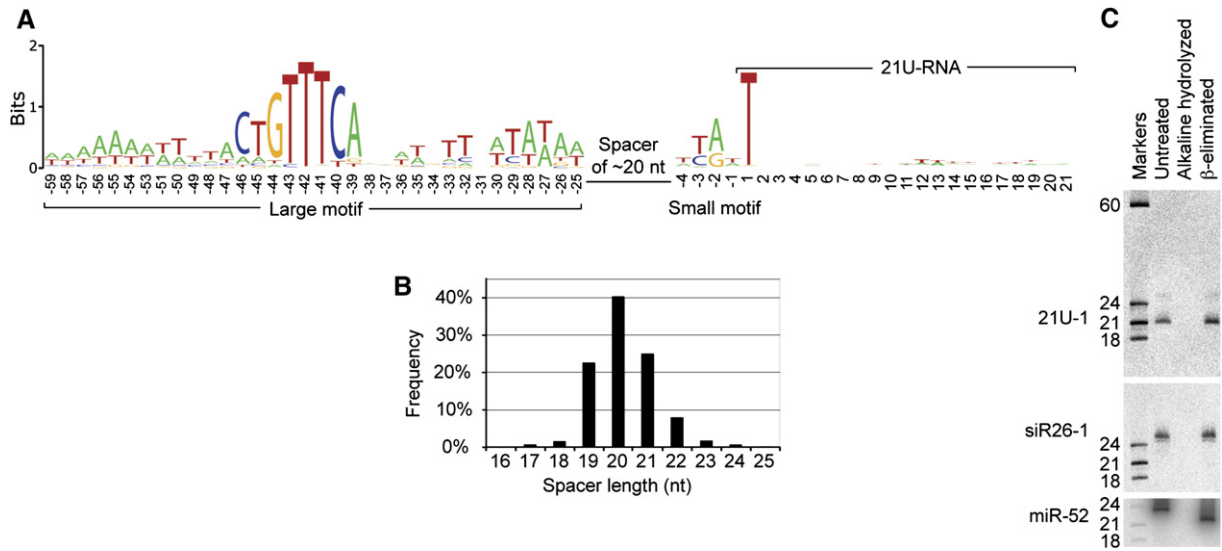 A
2
1
0
Bits
CTGTTTCA
21U-RNA
Spacer
of ~20 nt
-59 -58 -57 -56 -55 -54 -53 -51 -50 -49 -48 -47 -46 -45 -44 -43 -42 -41 -40 -39 -38 -37 -36 -35 -34 -33 -32 -31 -30 -29 -28 -27 -26 -25
-4 -3 -2 -1 1 2 3 4 5 6 7 8 9 10 11 12 13 14 15 16 17 18 19 20 21
Large motif
Small motif
B
40%
30%
20%
10%
0%
Frequency
16 17 18 19 20 21 22 23 24 25
Spacer length (nt)
C
Markers
Untreated
Alkaline hydrolyzed
β-eliminated
60
24
21U-1
21
18
siR26-1
24
21
18
24
miR-52
21
18